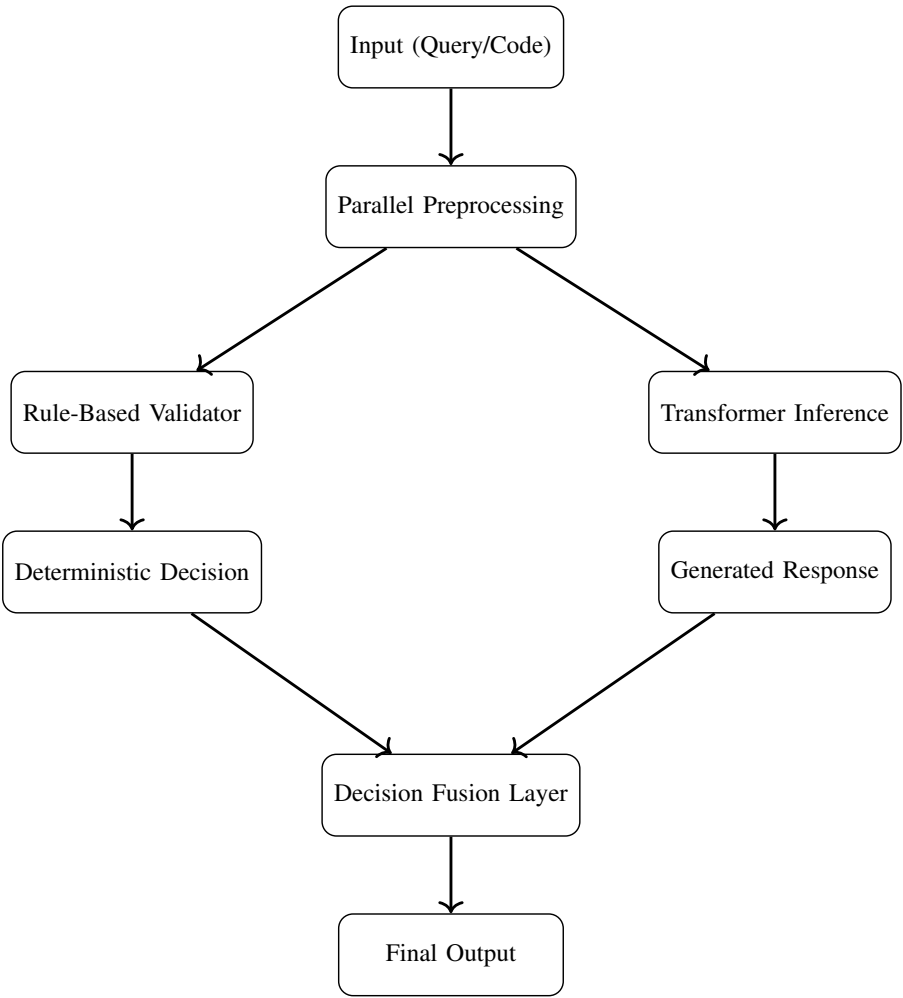 Input (Query/Code)
Parallel Preprocessing
Rule-Based Validator
Transformer Inference
Deterministic Decision
Generated Response
Decision Fusion Layer
Final Output